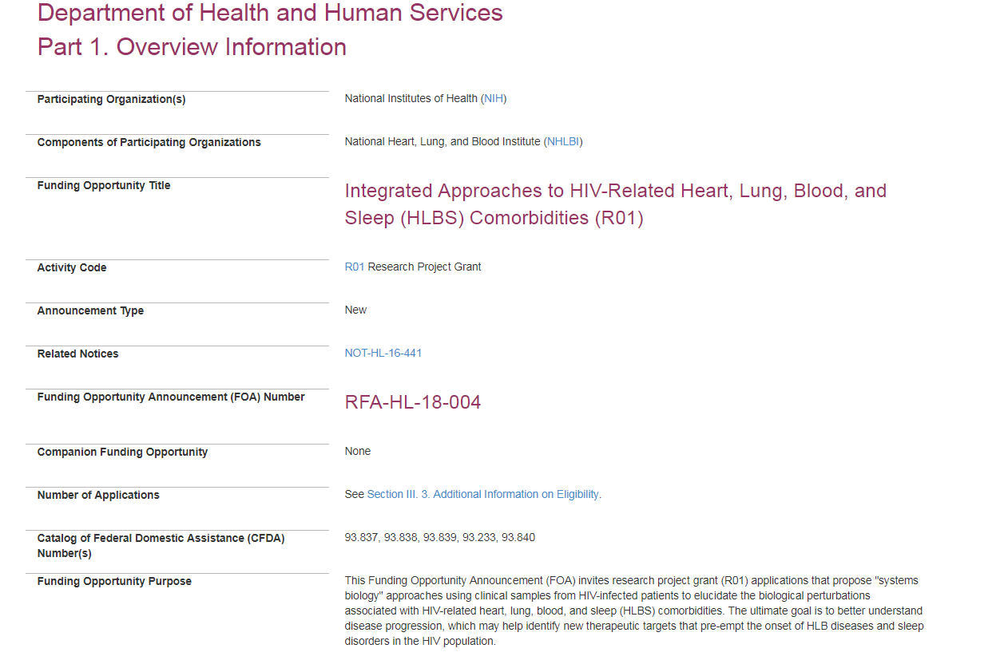 Department of Health and Human Services
Part 1. Overview Information
Participating Organization(s)
National Institutes of Health (NIH)
Components of Participating Organizations
National Heart, Lung, and Blood Institute (NHLBI)
Funding Opportunity Title
Integrated Approaches to HIV-Related Heart, Lung, Blood, and
Sleep (HLBS) Comorbidities (R01)
Activity Code
R01 Research Project Grant
Announcement Type
New
Related Notices
NOT-HL-16-441
Funding Opportunity Announcement (FOA) Number
RFA-HL-18-004
Companion Funding Opportunity
None
Number of Applications
See Section III. 3. Additional Information on Eligibility.
Catalog of Federal Domestic Assistance (CFDA)
Number(s)
93.837, 93.838, 93.839, 93.233, 93.840
Funding Opportunity Purpose
This Funding Opportunity Announcement (FOA) invites research project grant (R01) applications that propose "systems
biology" approaches using clinical samples from HIV-infected patients to elucidate the biological perturbations
associated with HIV-related heart, lung, blood, and sleep (HLBS) comorbidities. The ultimate goal is to better understand
disease progression, which may help identify new therapeutic targets that pre-empt the onset of HLB diseases and sleep
disorders in the HIV population.